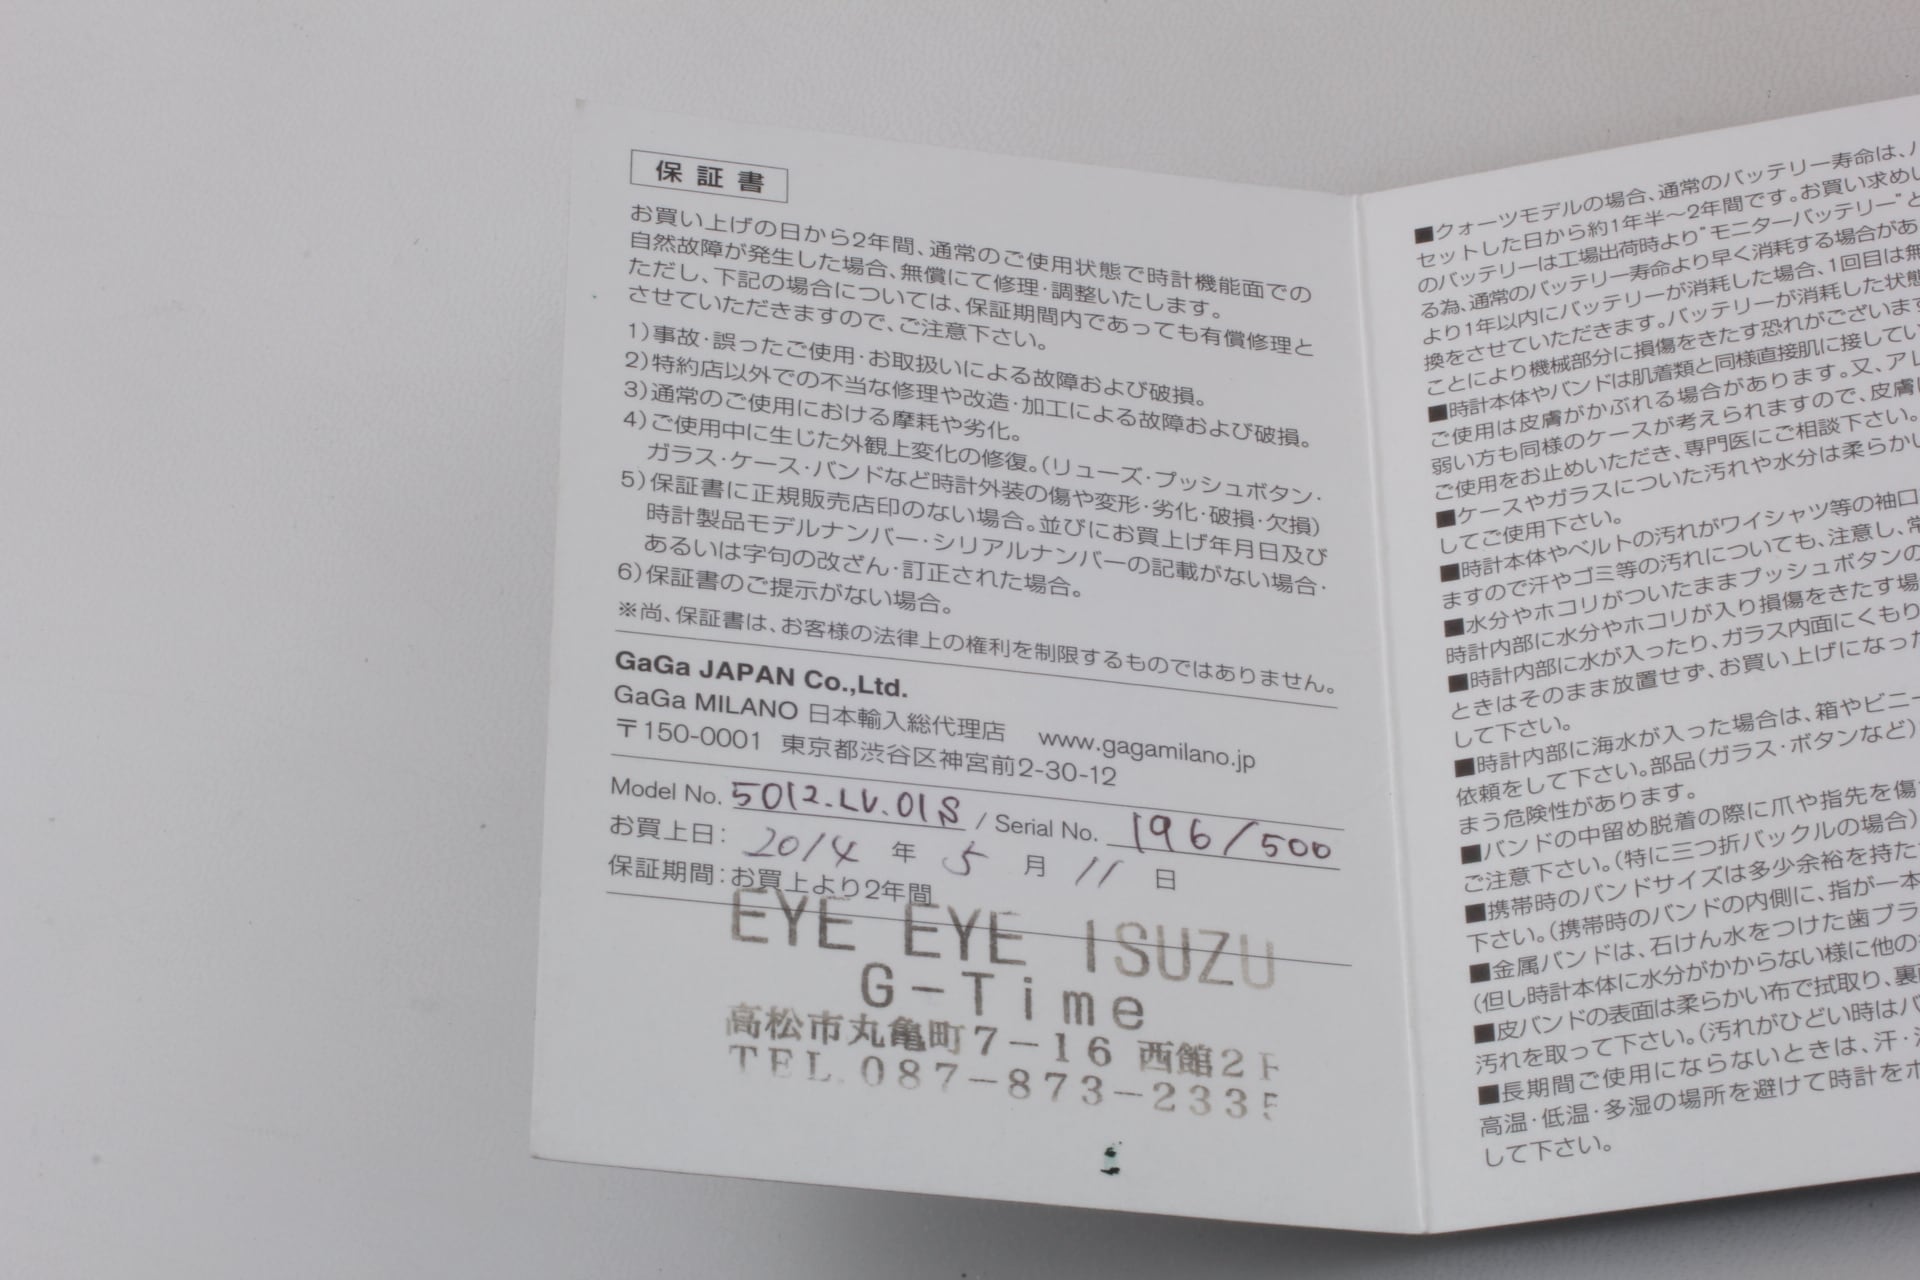 保証書
お買い上げの日から2年間、通常のご使用状態で時計機能面での
自然故障が発生した場合、無償にて修理・調整いたします。
ただし、下記の場合については、保証期間内であっても有償修理と
させていただきますので、ご注意下さい。
1)事故・誤ったご使用・お取扱いによる故障および破損。
2)特約店以外での不当な修理や改造・加工による故障および破損。
3)通常のご使用における摩耗や劣化。
4)ご使用中に生じた外観上変化の修復。(リューズ・プッシュボタン・
ガラス・ケース・バンドなど時計外装の傷や変形・劣化・破損・欠損)
5)保証書に正規販売店印のない場合。並びにお買上げ年月日及び
時計製品モデルナンバー・シリアルナンバーの記載がない場合・
あるいは字句の改ざん・訂正された場合。
6)保証書のご提示がない場合。
※尚、保証書は、お客様の法律上の権利を制限するものではありません。
GaGa JAPAN Co.,Ltd.
GaGa MILANO 日本輸入総代理店 www.gagamilano.jp
〒150-0001 東京都渋谷区神宮前2-30-12
Model No. 5012.LV.01S / Serial No. 196/500
お買上日: 2014 年 5 月 11 日
保証期間:お買上より2年間
EYE EYE ISUZU
G-Time
高松市丸亀町7-16 西館2F
TEL.087-873-2335
■クォーツモデルの場合、通常のバッテリー寿命は、
セットした日から約1年半〜2年間です。お買い求め
のバッテリーは工場出荷時より"モニターバッテリー"と
る為、通常のバッテリー寿命より早く消耗する場合があ
より1年以内にバッテリーが消耗した場合、1回目は無
換をさせていただきます。バッテリーが消耗した状態
ことにより機械部分に損傷をきたす恐れがございます
■時計本体やバンドは肌着類と同様直接肌に接してい
ご使用は皮膚がかぶれる場合があります。又、アレ
弱い方も同様のケースが考えられますので、皮膚
ご使用をお止めいただき、専門医にご相談下さい。
■ケースやガラスについた汚れや水分は柔らかい
してご使用下さい。
■時計本体やベルトの汚れがワイシャツ等の袖口
ますので汗やゴミ等の汚れについても、注意し、常
■水分やホコリがついたままプッシュボタンの
時計内部に水分やホコリが入り損傷をきたす場
■時計内部に水が入ったり、ガラス内面にくもり
ときはそのまま放置せず、お買い上げになった
して下さい。
■時計内部に海水が入った場合は、箱やビニー
依頼をして下さい。部品(ガラス・ボタンなど)
まう危険性があります。
■バンドの中留め脱着の際に爪や指先を傷
ご注意下さい。(特に三つ折バックルの場合)
■携帯時のバンドサイズは多少余裕を持た
下さい。(携帯時のバンドの内側に、指が一本
■金属バンドは、石けん水をつけた歯ブラ
(但し時計本体に水分がかからない様に他の
■皮バンドの表面は柔らかい布で拭取り、裏
汚れを取って下さい。(汚れがひどい時はバ
■長期間ご使用にならないときは、汗・
高温・低温・多湿の場所を避けて時計をホ
して下さい。